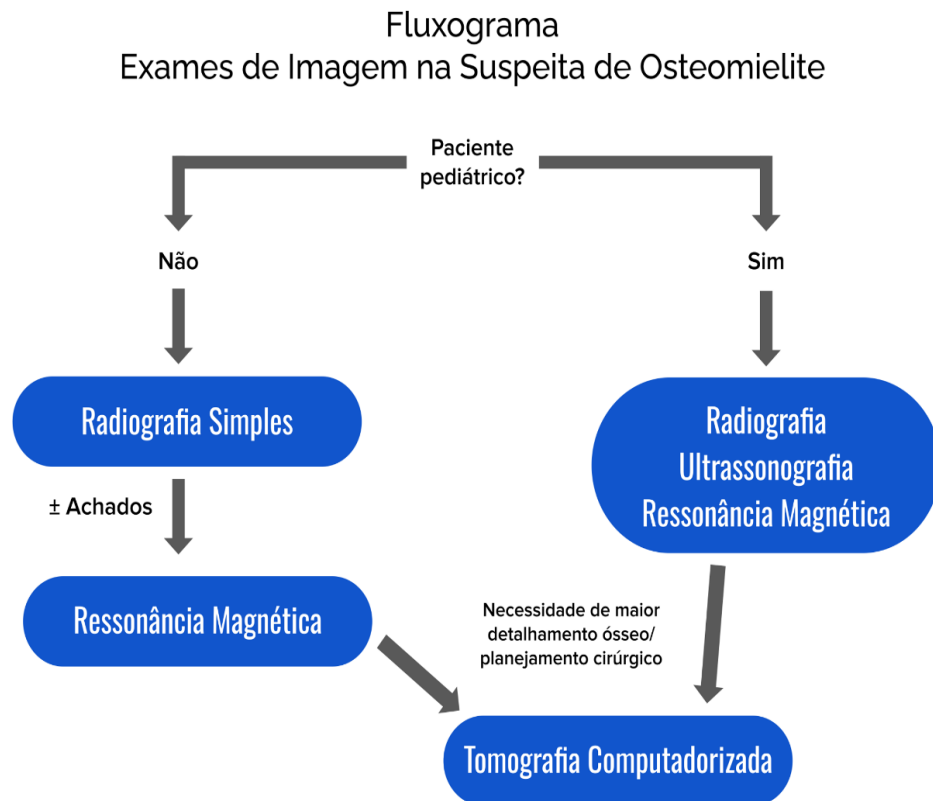 Fluxograma
Exames de Imagem na Suspeita de Osteomielite
Paciente
pediátrico?
Não
Sim
Radiografia Simples
Radiografia
Ultrassonografia
Ressonância Magnética
± Achados
Ressonância Magnética
Necessidade de maior
detalhamento ósseo/
planejamento cirúrgico
Tomografia Computadorizada